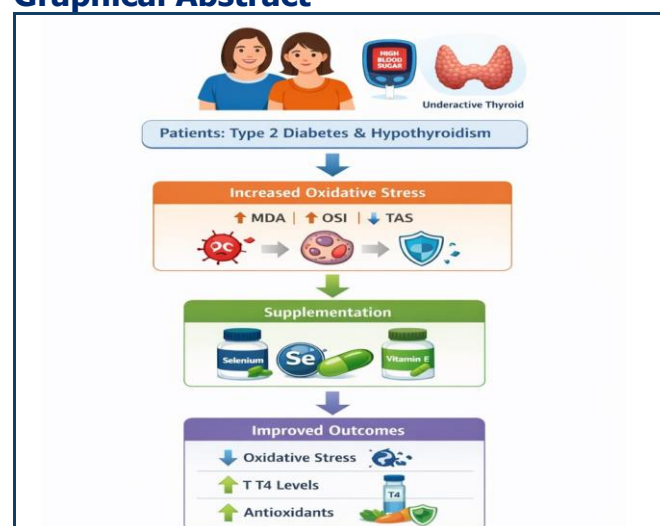 Graphical Abstract
HIGH
BLOOD
SUGAR
Underactive Thyroid
Patients: Type 2 Diabetes & Hypothyroidism
Increased Oxidative Stress
↑ MDA | ↑ OSI | ↓ TAS
Supplementation
Selenium Se Vitamin E
Improved Outcomes
↓ Oxidative Stress
↑ T T4 Levels
T4
↑ Antioxidants